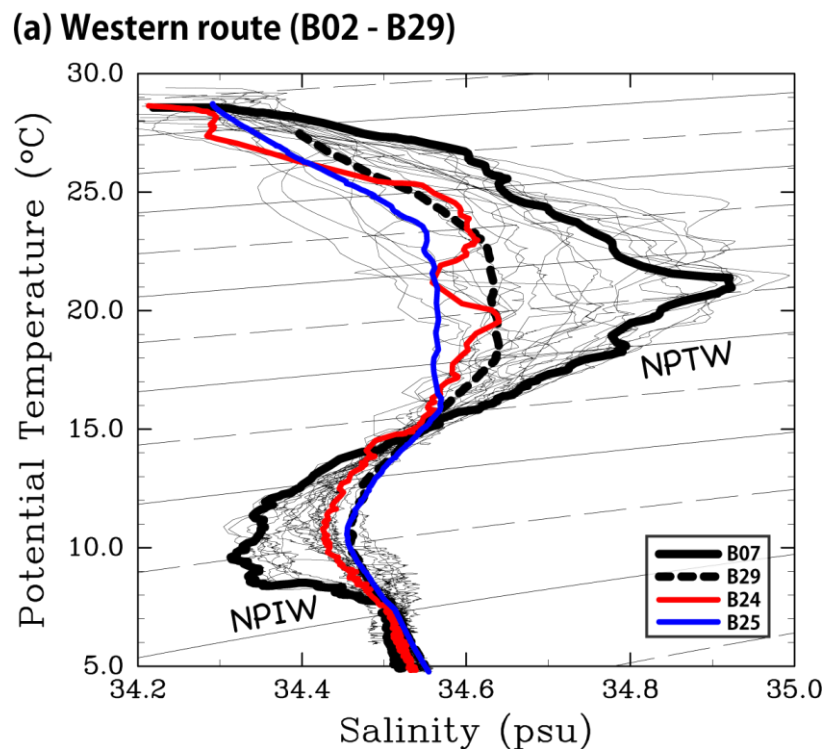 (a) Western route (B02 - B29)
30.0
25.0
20.0
15.0
10.0
5.0
Potential Temperature (°C)
NPTW
NPIW
B07
B29
B24
B25
34.2 34.4 34.6 34.8 35.0
Salinity (psu)